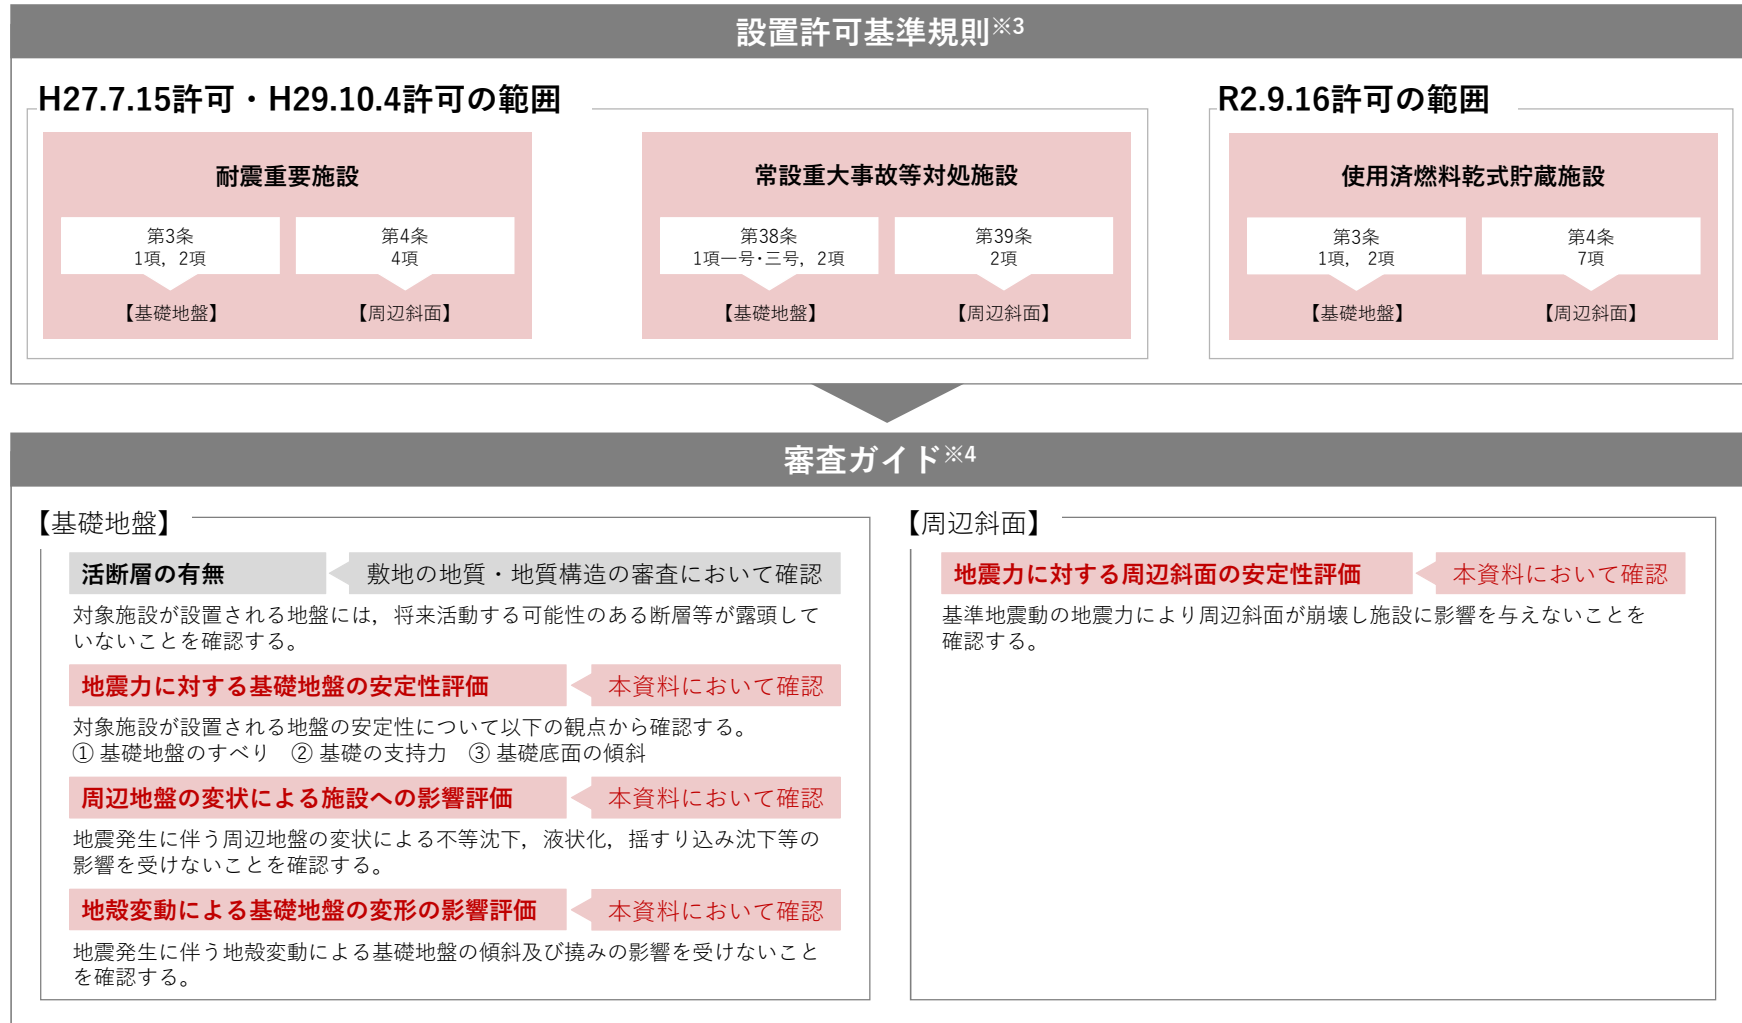 設置許可基準規則※3
H27.7.15許可・H29.10.4許可の範囲
耐震重要施設
第3条
1項，2項
【基礎地盤】
第4条
4項
【周辺斜面】
常設重大事故等対処施設
第38条
1項一号・三号，2項
【基礎地盤】
第39条
2項
【周辺斜面】
R2.9.16許可の範囲
使用済燃料乾式貯蔵施設
第3条
1項， 2項
【基礎地盤】
第4条
7項
【周辺斜面】
審査ガイド※4
【基礎地盤】
活断層の有無
敷地の地質・地質構造の審査において確認
対象施設が設置される地盤には，将来活動する可能性のある断層等が露頭して
いないことを確認する。
地震力に対する基礎地盤の安定性評価
本資料において確認
対象施設が設置される地盤の安定性について以下の観点から確認する。
① 基礎地盤のすべり ② 基礎の支持力 ③ 基礎底面の傾斜
周辺地盤の変状による施設への影響評価
本資料において確認
地震発生に伴う周辺地盤の変状による不等沈下，液状化，揺すり込み沈下等の
影響を受けないことを確認する。
地殻変動による基礎地盤の変形の影響評価
本資料において確認
地震発生に伴う地殻変動による基礎地盤の傾斜及び撓みの影響を受けないこと
を確認する。
【周辺斜面】
地震力に対する周辺斜面の安定性評価
本資料において確認
基準地震動の地震力により周辺斜面が崩壊し施設に影響を与えないことを
確認する。